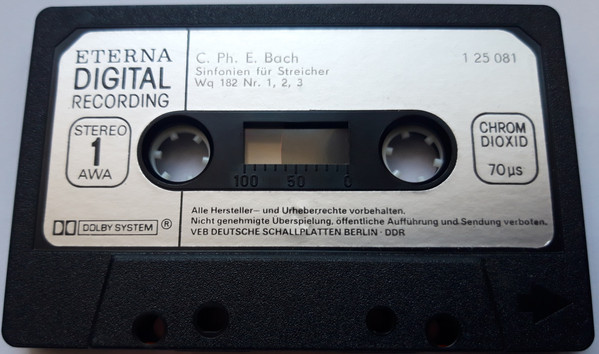 ETERNA
DIGITAL
RECORDING
C. Ph. E. Bach
Sinfonien für Streicher
Wq 182 Nr. 1, 2, 3
1 25 081
STEREO
1
AWA
100 50 0
CHROM
DIOXID
70µs
DOLBY SYSTEM ®
Alle Hersteller- und Urheberrechte vorbehalten.
Nicht genehmigte Überspielung, öffentliche Aufführung und Sendung verboten.
VEB DEUTSCHE SCHALLPLATTEN BERLIN · DDR